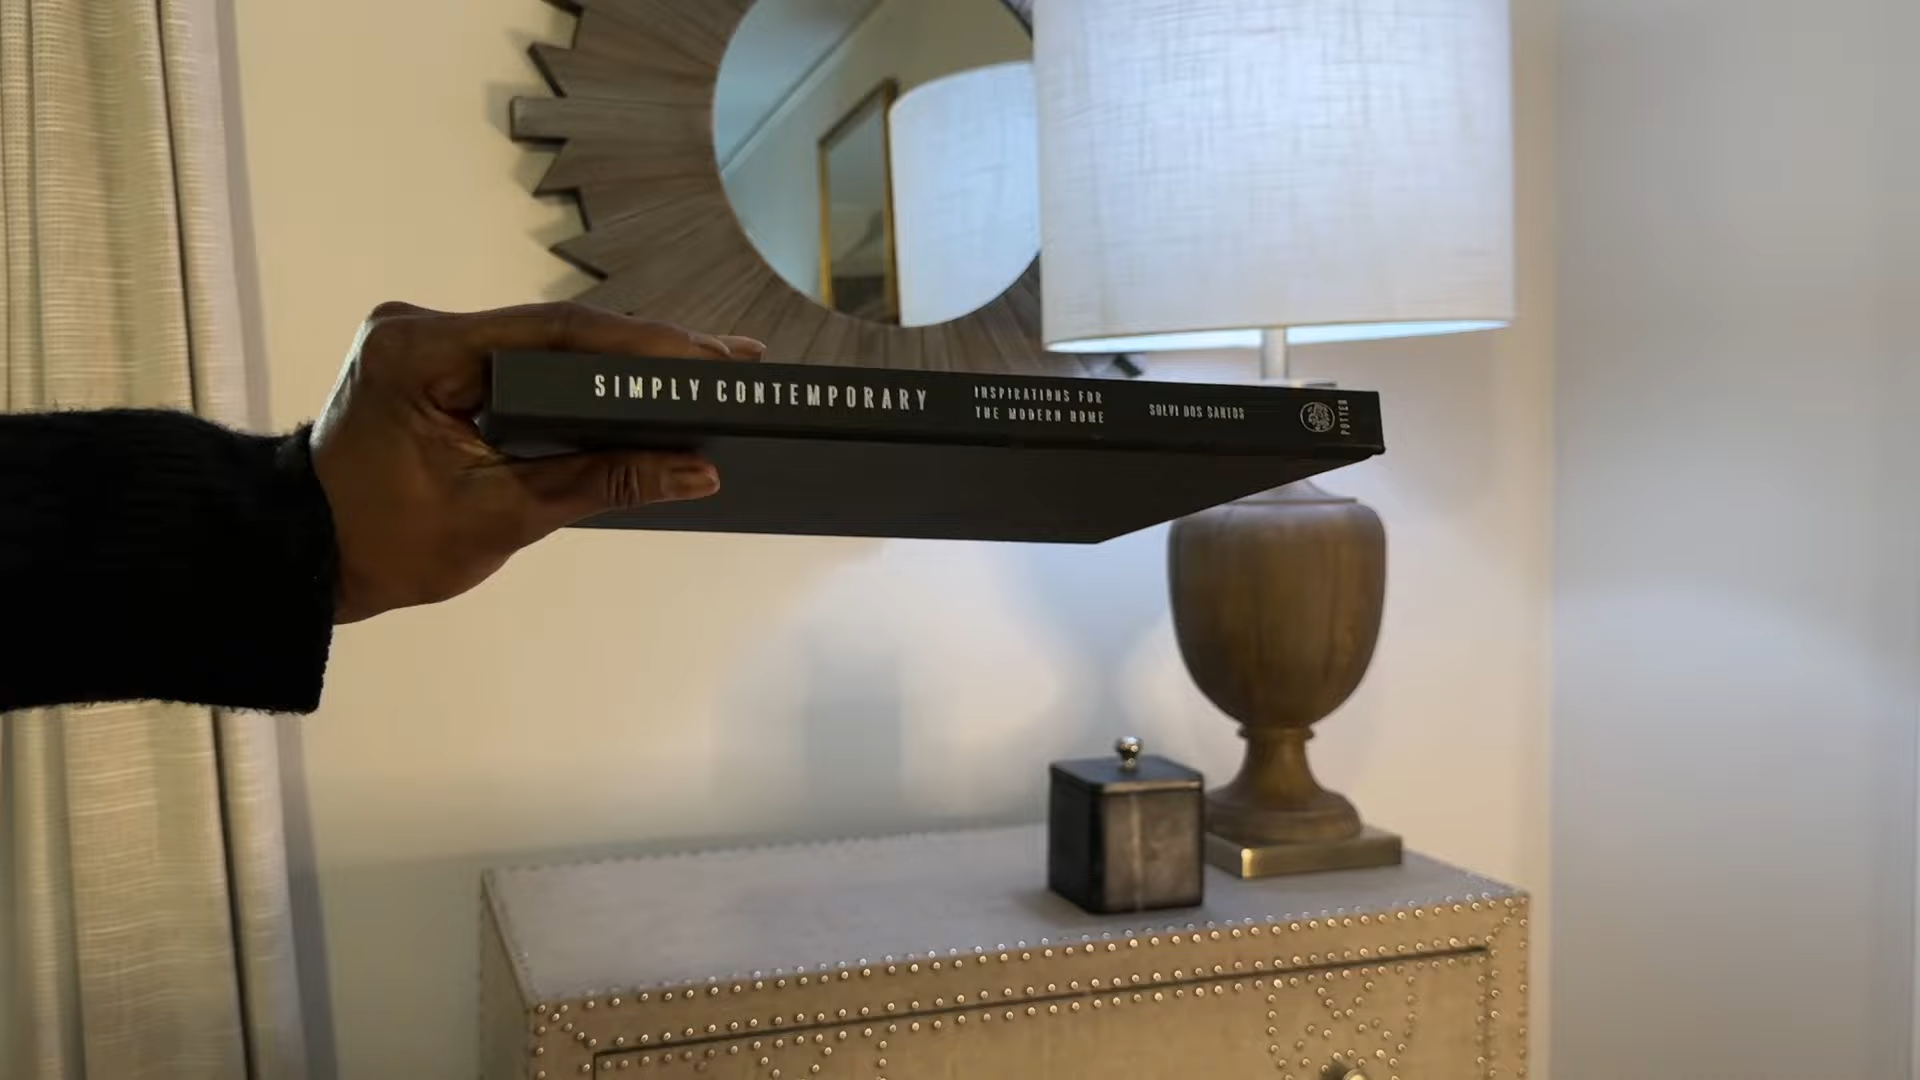 SIMPLY CONTEMPORARY
INSPIRATIONS FOR
THE MODERN HOME
SOLVI DOS SANTOS
POTTER